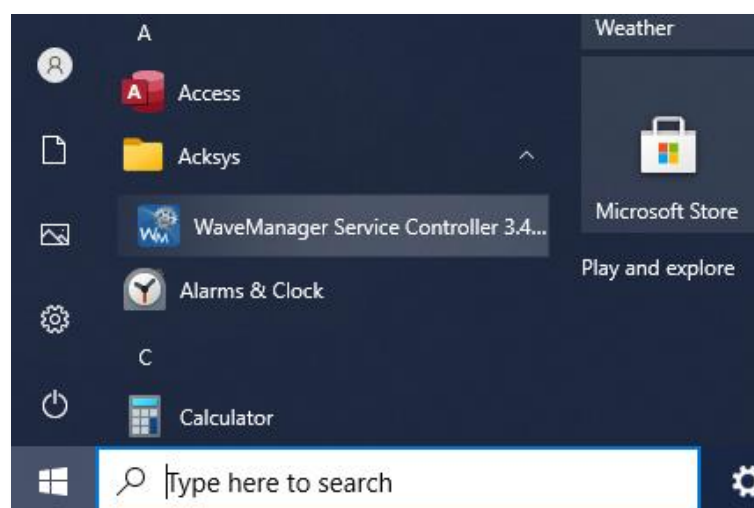 A
Weather
A Access
Acksys
WM WaveManager Service Controller 3.4...
Microsoft Store
Alarms & Clock
Play and explore
C
Calculator
Type here to search